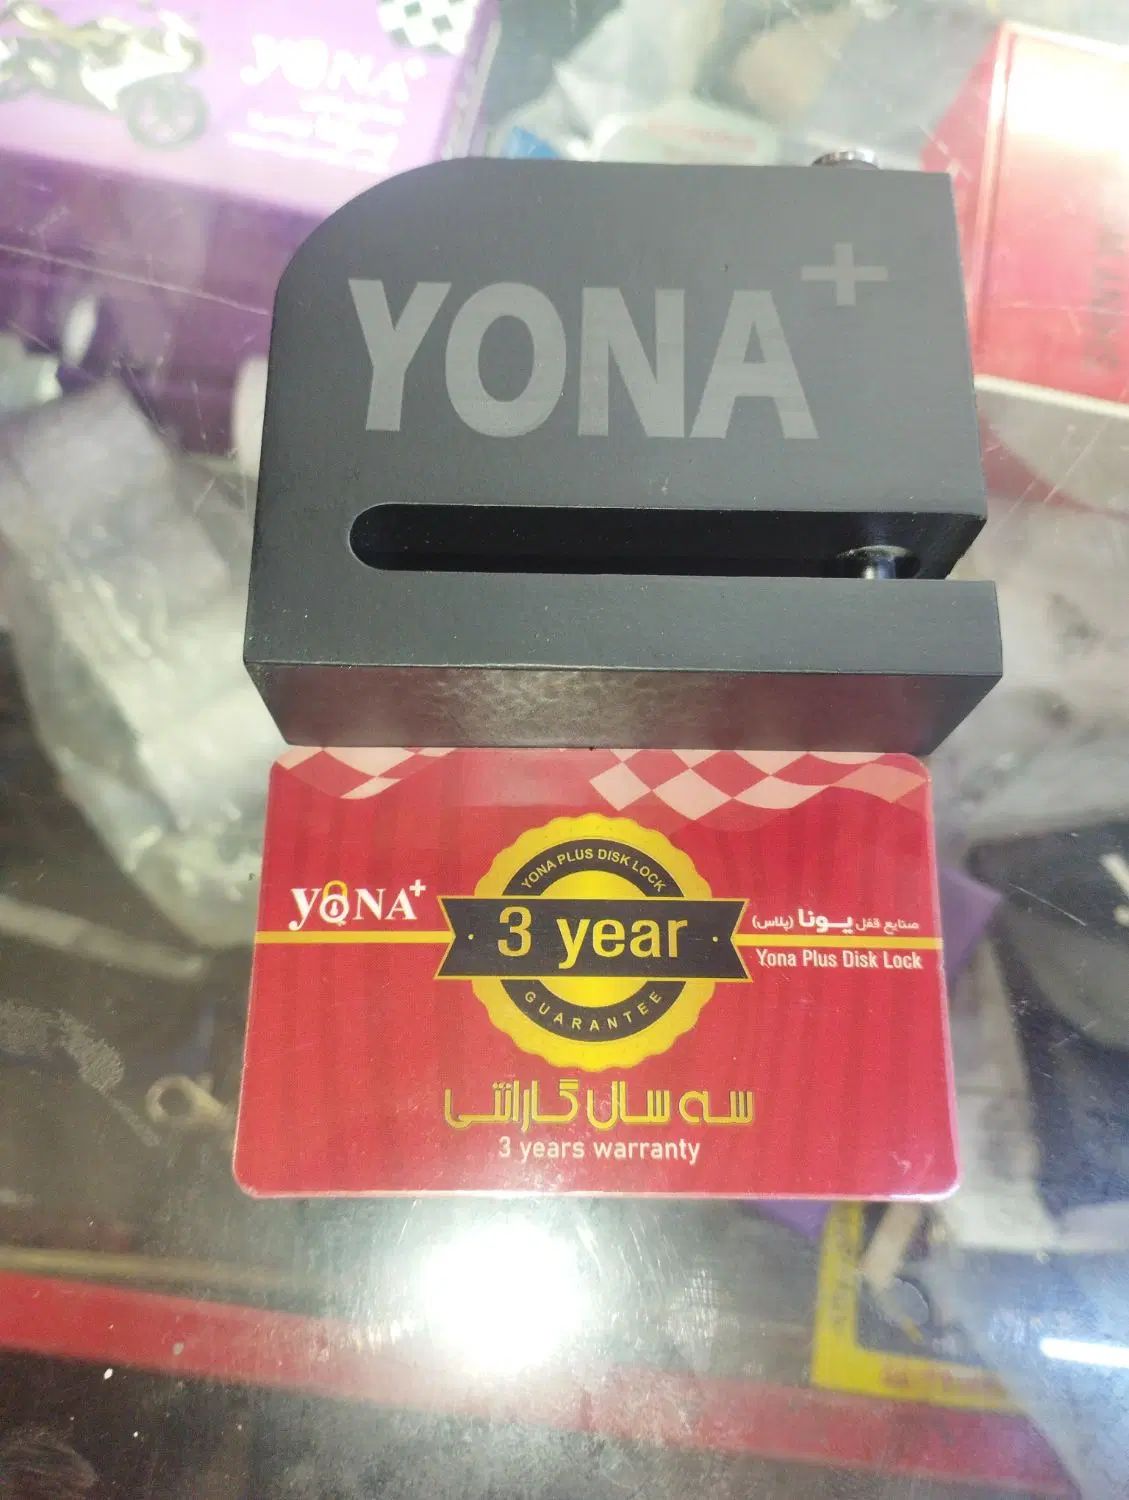 YONA+
YONA+
YONA PLUS DISK LOCK
3 year
GUARANTEE
YONA+
صنایع قفل یونا (پلاس)
Yona Plus Disk Lock
سه سال گارانتی
3 years warranty